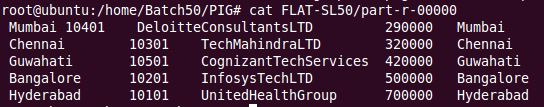 root@ubuntu:/home/Batch50/PIG# cat FLAT-SL50/part-r-00000
Mumbai 10401 DeloitteConsultantsLTD 290000 Mumbai
Chennai 10301 TechMahindraLTD 320000 Chennai
Guwahati 10501 CognizantTechServices 420000 Guwahati
Bangalore 10201 InfosysTechLTD 500000 Bangalore
Hyderabad 10101 UnitedHealthGroup 700000 Hyderabad